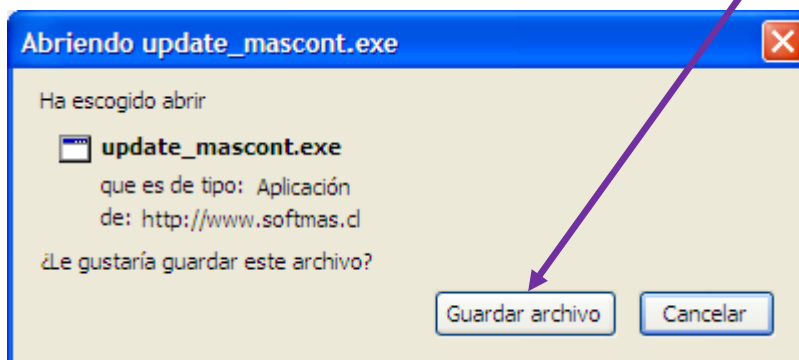 Abriendo update_mascont.exe
Ha escogido abrir
update_mascont.exe
que es de tipo: Aplicación
de: http://www.softmas.cl
¿Le gustaría guardar este archivo?
Guardar archivo Cancelar